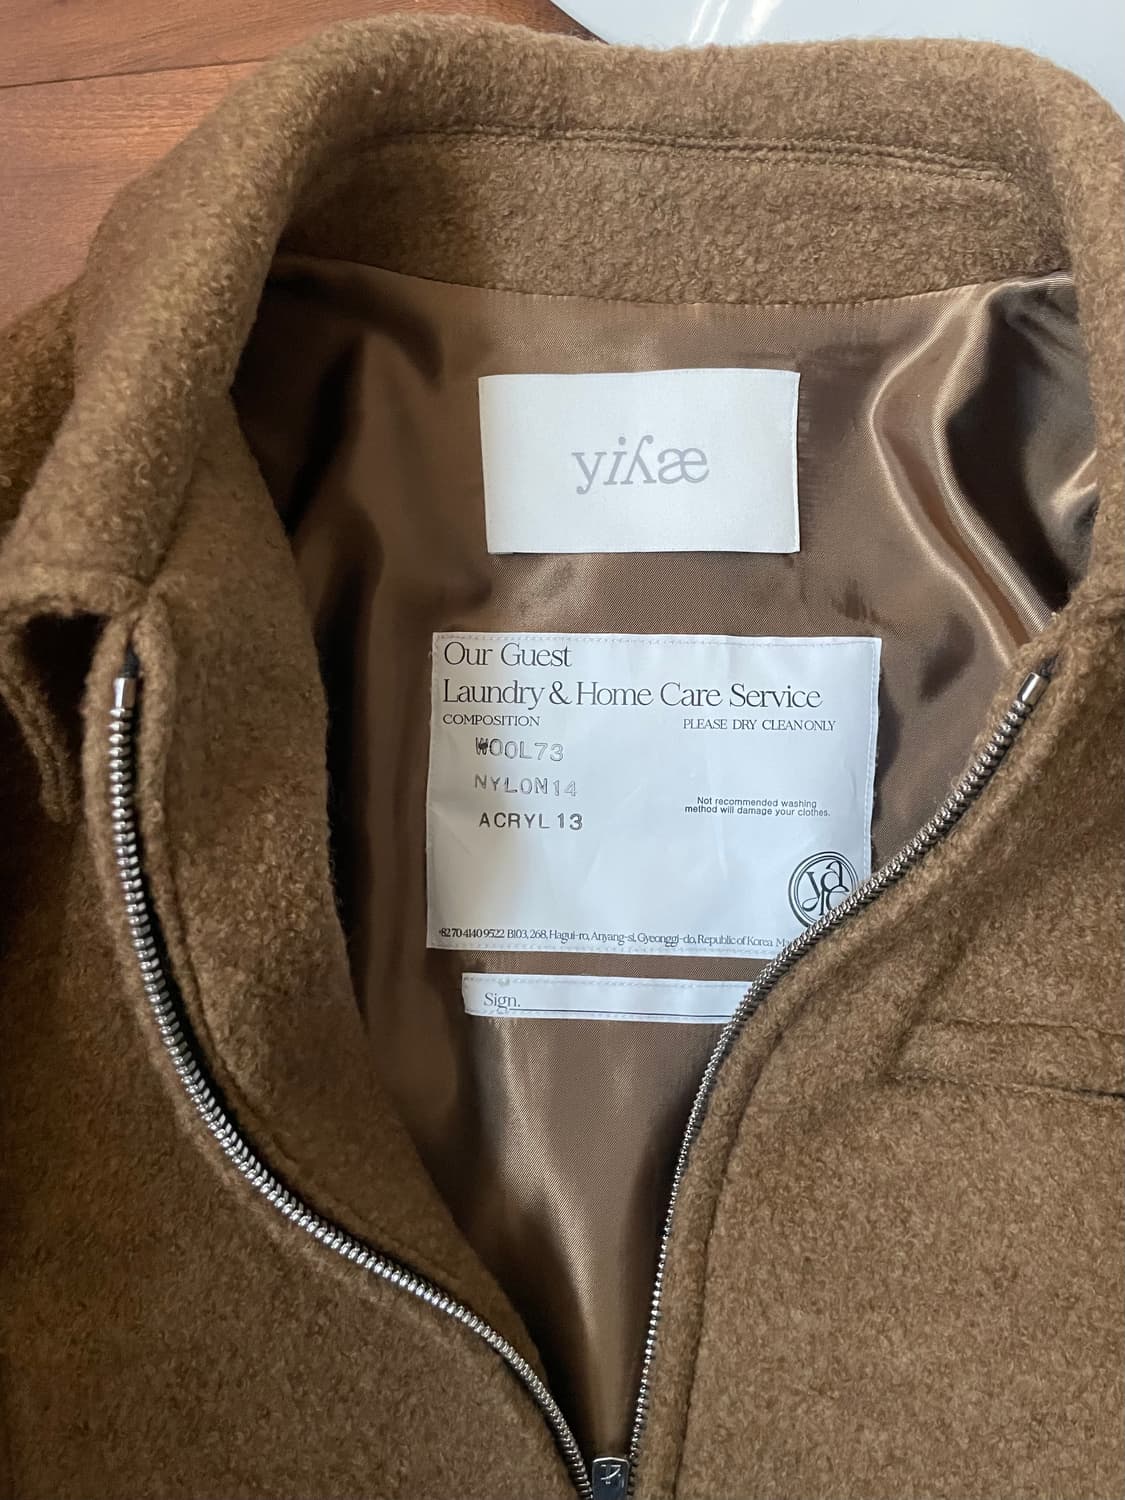 yiʎæ
Our Guest
Laundry & Home Care Service
COMPOSITION PLEASE DRY CLEAN ONLY
WOOL73
NYLON14
ACRYL 13
Not recommended washing
method will damage your clothes.
+82 70 4140 9522 B103, 268, Hagui-ro, Anyang-si, Gyeonggi-do, Republic of Korea
Sign.